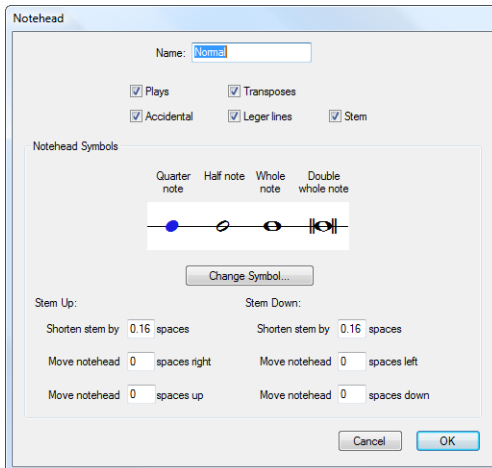 Notehead
Name: Normal
Plays Transposes
Accidental Leger lines Stem
Notehead Symbols
Quarter note Half note Whole note Double whole note
Change Symbol...
Stem Up: Stem Down:
Shorten stem by 0.16 spaces Shorten stem by 0.16 spaces
Move notehead 0 spaces right Move notehead 0 spaces left
Move notehead 0 spaces up Move notehead 0 spaces down
Cancel OK